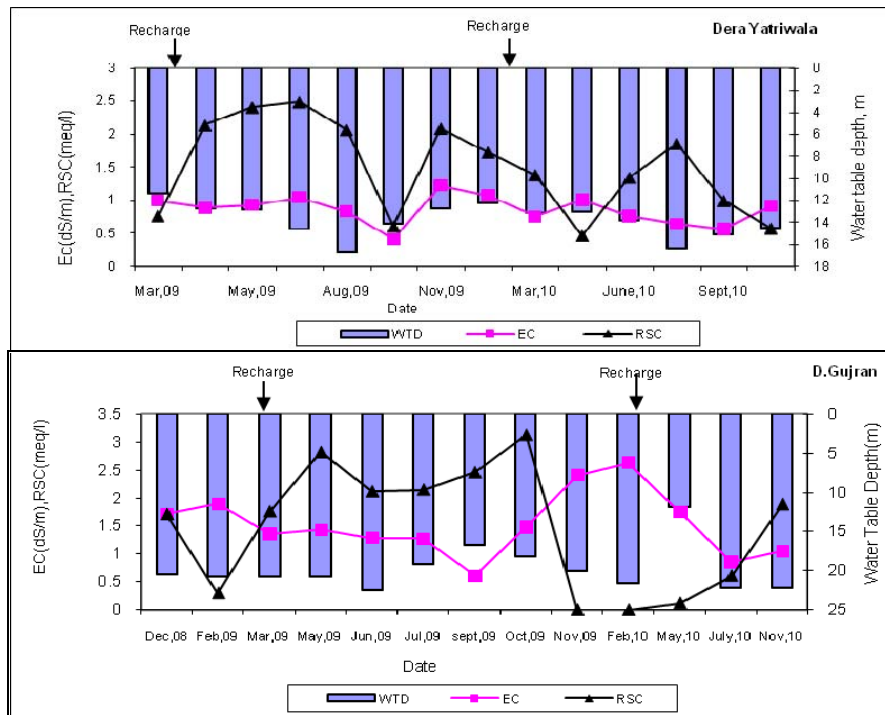 Recharge
Recharge
Dera Yatriwala
3
2.5
2
1.5
1
0.5
0
Ec(dS/m),RSC(meq/l)
0
2
4
6
8
10
12
14
16
18
Water table depth, m
Mar,09 May,09 Aug,09 Nov,09 Mar,10 June,10 Sept,10
Date
WTD EC RSC
Recharge
Recharge
D.Gujran
3.5
3
2.5
2
1.5
1
0.5
0
EC(dS/m),RSC(meq/l)
0
5
10
15
20
25
Water Table Depth(m)
Dec,08 Feb,09 Mar,09 May,09 Jun,09 Jul,09 sept,09 Oct,09 Nov,09 Feb,10 May,10 July,10 Nov,10
Date
WTD EC RSC